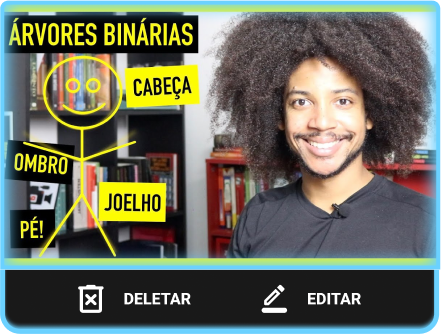 ÁRVORES BINÁRIAS
CABEÇA
OMBRO
JOELHO
PÉ!
DELETAR
EDITAR